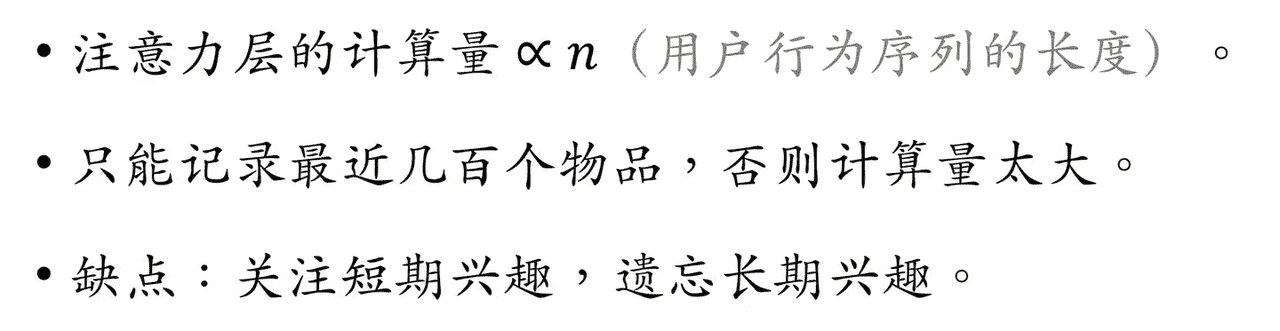 • 注意力层的计算量 ∝ n（用户行为序列的长度）。
• 只能记录最近几百个物品，否则计算量太大。
• 缺点：关注短期兴趣，遗忘长期兴趣。